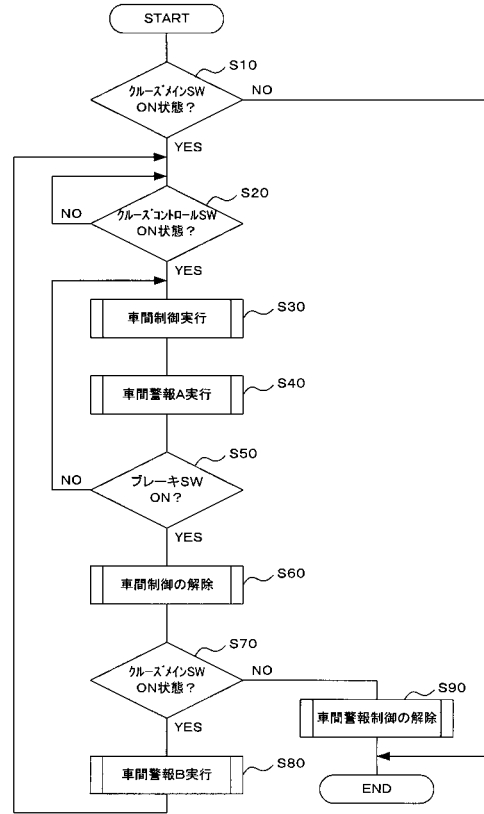 START
S10
クルーズメインSW
ON状態？
NO
YES
S20
クルーズコントロールSW
ON状態？
NO
YES
車間制御実行
S30
車間警報A実行
S40
S50
ブレーキSW
ON？
NO
YES
車間制御の解除
S60
S70
クルーズメインSW
ON状態？
NO
YES
S90
車間警報制御の解除
車間警報B実行
S80
END